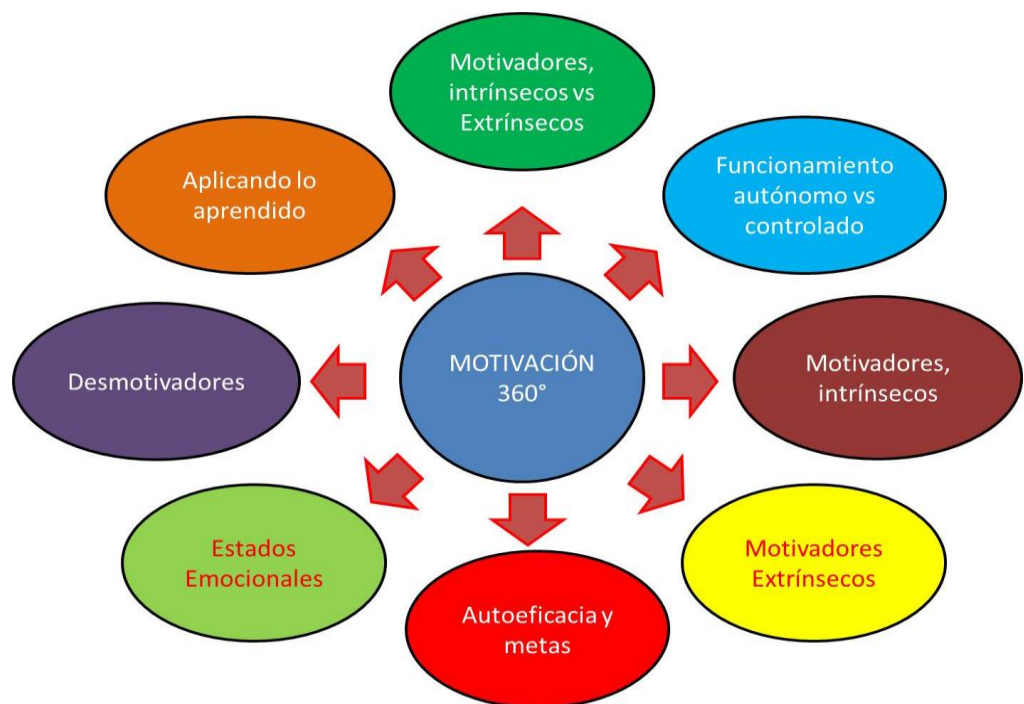 Motivadores,
intrínsecos vs
Extrínsecos
Funcionamiento
autónomo vs
controlado
Motivadores,
intrínsecos
Motivadores
Extrínsecos
Autoeficacia y
metas
Estados
Emocionales
Desmotivadores
Aplicando lo
aprendido
MOTIVACIÓN
360°